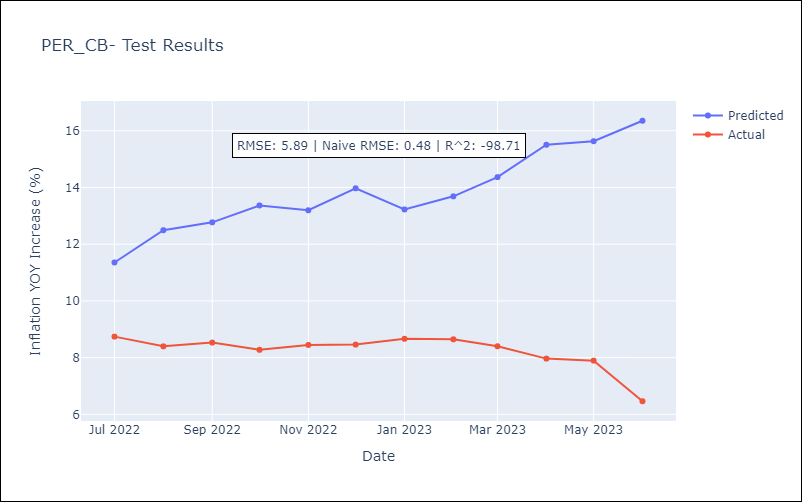 PER_CB- Test Results
Predicted
Actual
RMSE: 5.89 | Naive RMSE: 0.48 | R^2: -98.71
Inflation YOY Increase (%)
16
14
12
10
8
6
Jul 2022 Sep 2022 Nov 2022 Jan 2023 Mar 2023 May 2023
Date